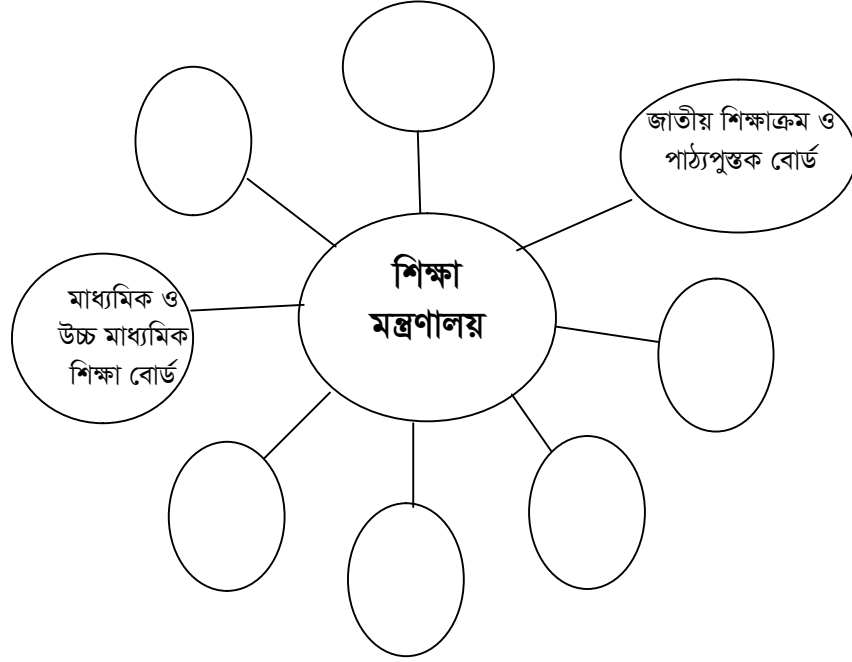 জাতীয় শিক্ষাক্রম ও
পাঠ্যপুস্তক বোর্ড
শিক্ষা
মন্ত্রণালয়
মাধ্যমিক ও
উচ্চ মাধ্যমিক
শিক্ষা বোর্ড